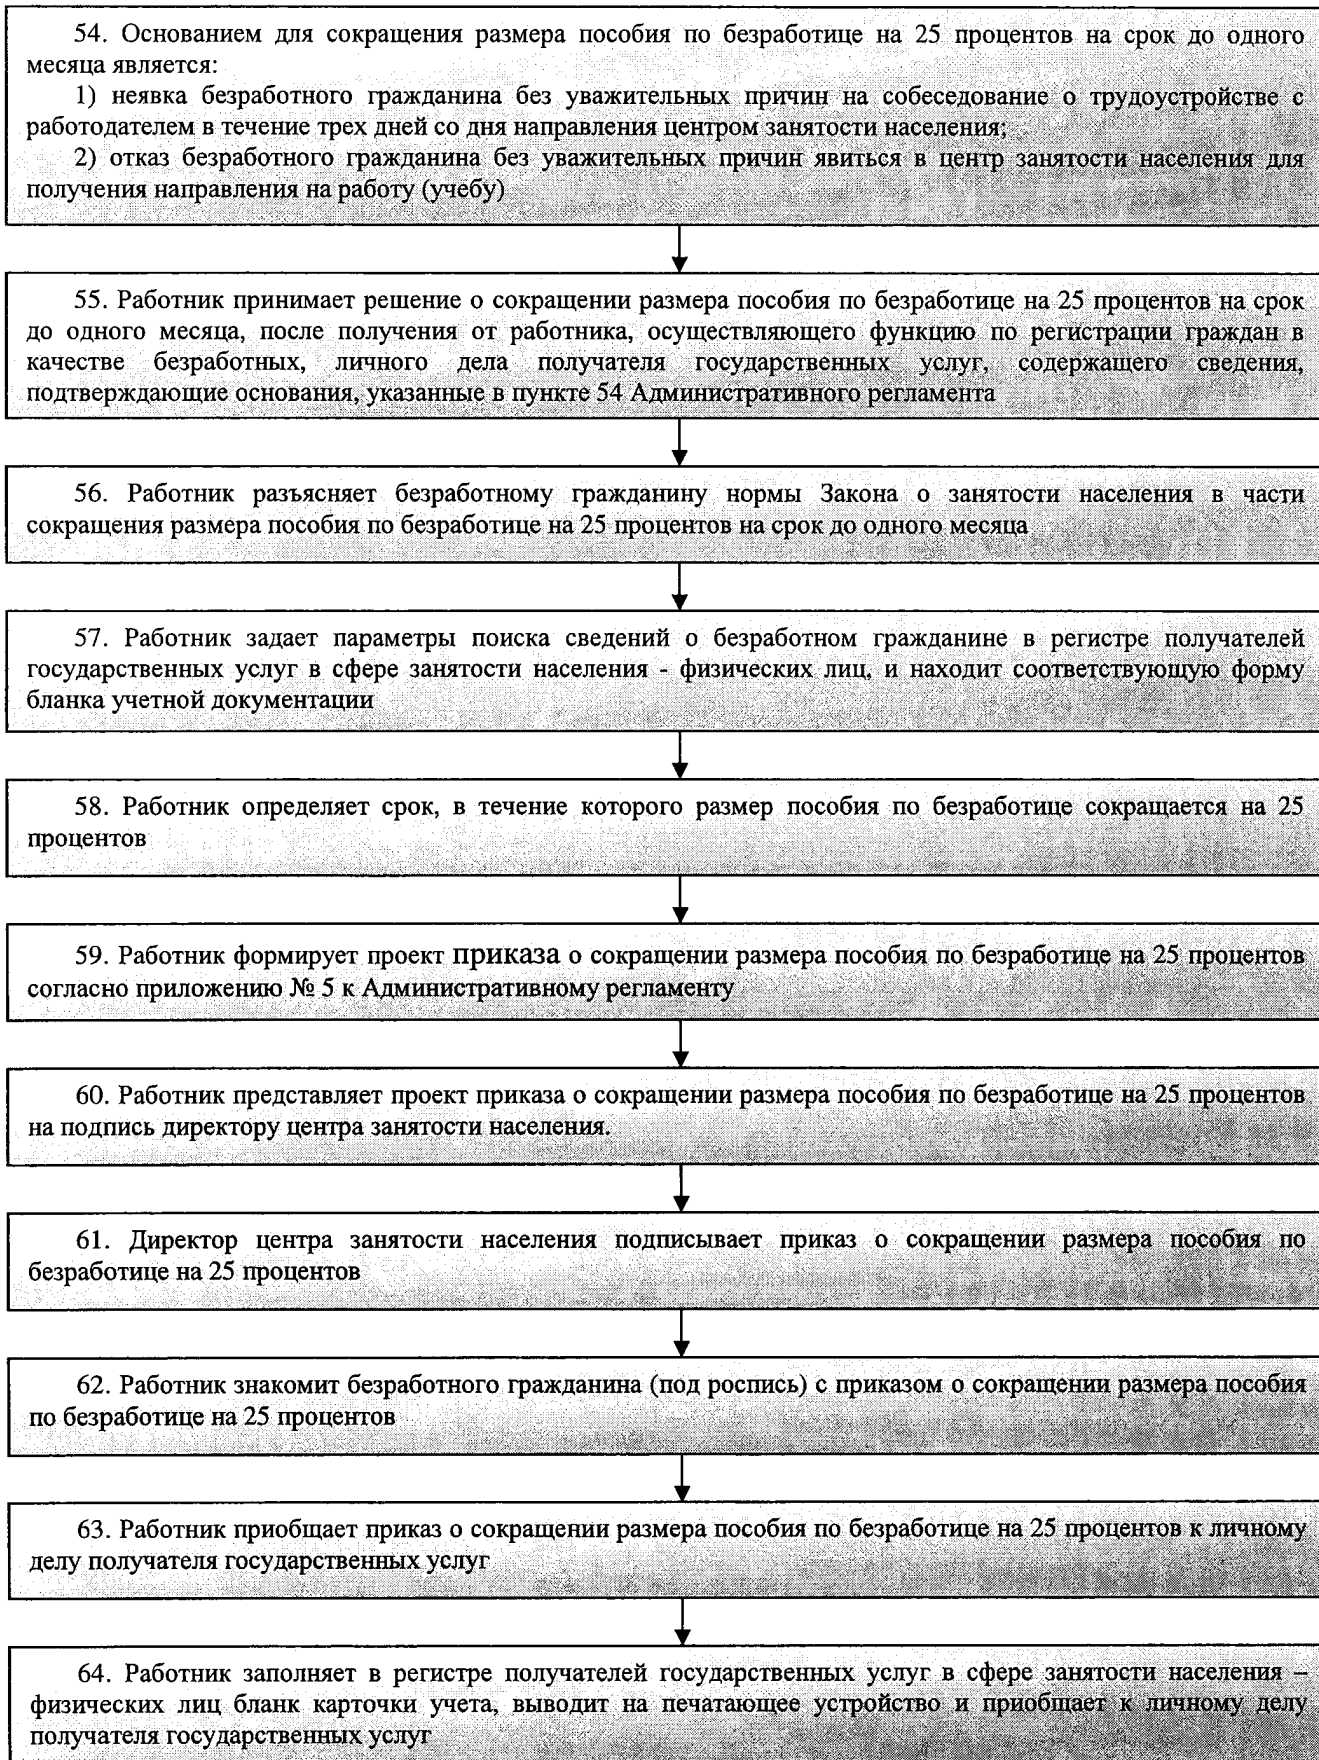 54. Основанием для сокращения размера пособия по безработице на 25 процентов на срок до одного
месяца является:
1) неявка безработного гражданина без уважительных причин на собеседование о трудоустройстве с
работодателем в течение трех дней со дня направления центром занятости населения;
2) отказ безработного гражданина без уважительных причин явиться в центр занятости населения для
получения направления на работу (учебу)
55. Работник принимает решение о сокращении размера пособия по безработице на 25 процентов на срок
до одного месяца, после получения от работника, осуществляющего функцию по регистрации граждан в
качестве безработных, личного дела получателя государственных услуг, содержащего сведения,
подтверждающие основания, указанные в пункте 54 Административного регламента
56. Работник разъясняет безработному гражданину нормы Закона о занятости населения в части
сокращения размера пособия по безработице на 25 процентов на срок до одного месяца
57. Работник задает параметры поиска сведений о безработном гражданине в регистре получателей
государственных услуг в сфере занятости населения - физических лиц, и находит соответствующую форму
бланка учетной документации
58. Работник определяет срок, в течение которого размер пособия по безработице сокращается на 25
процентов
59. Работник формирует проект приказа о сокращении размера пособия по безработице на 25 процентов
согласно приложению № 5 к Административному регламенту
60. Работник представляет проект приказа о сокращении размера пособия по безработице на 25 процентов
на подпись директору центра занятости населения.
61. Директор центра занятости населения подписывает приказ о сокращении размера пособия по
безработице на 25 процентов
62. Работник знакомит безработного гражданина (под роспись) с приказом о сокращении размера пособия
по безработице на 25 процентов
63. Работник приобщает приказ о сокращении размера пособия по безработице на 25 процентов к личному
делу получателя государственных услуг
64. Работник заполняет в регистре получателей государственных услуг в сфере занятости населения –
физических лиц бланк карточки учета, выводит на печатающее устройство и приобщает к личному делу
получателя государственных услуг